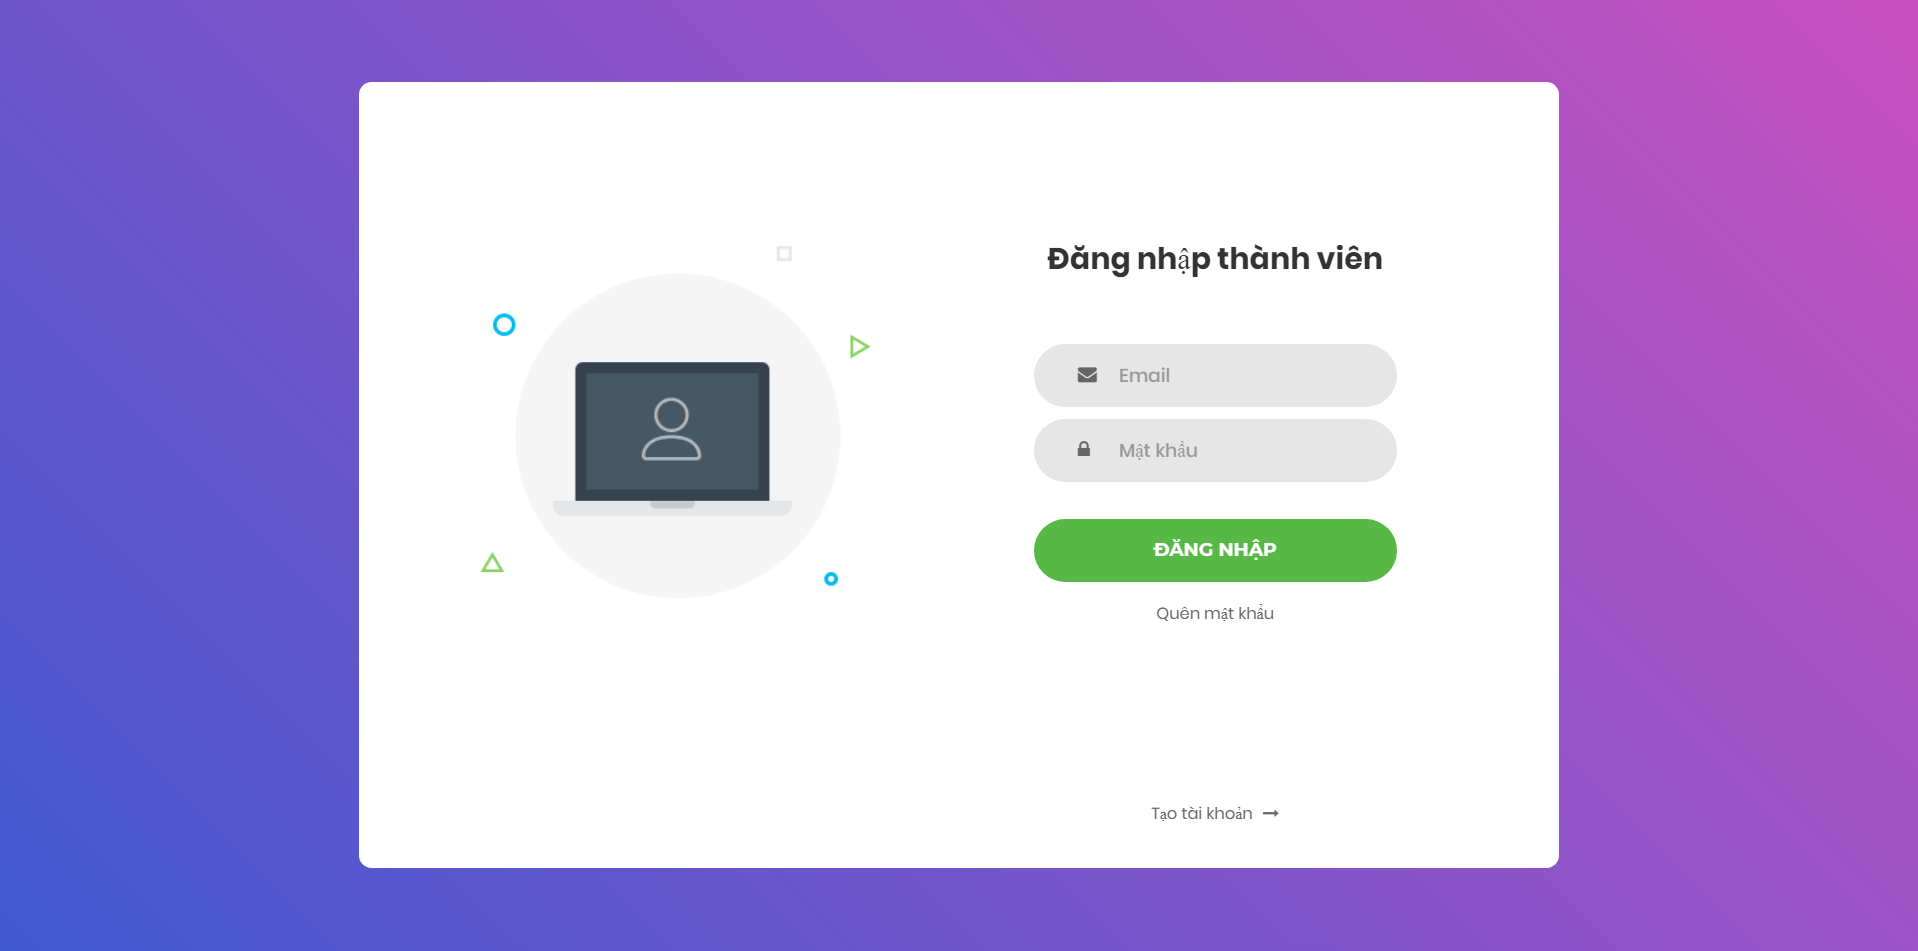 Đăng nhập thành viên
Email
Mật khẩu
ĐĂNG NHẬP
Quên mật khẩu
Tạo tài khoản